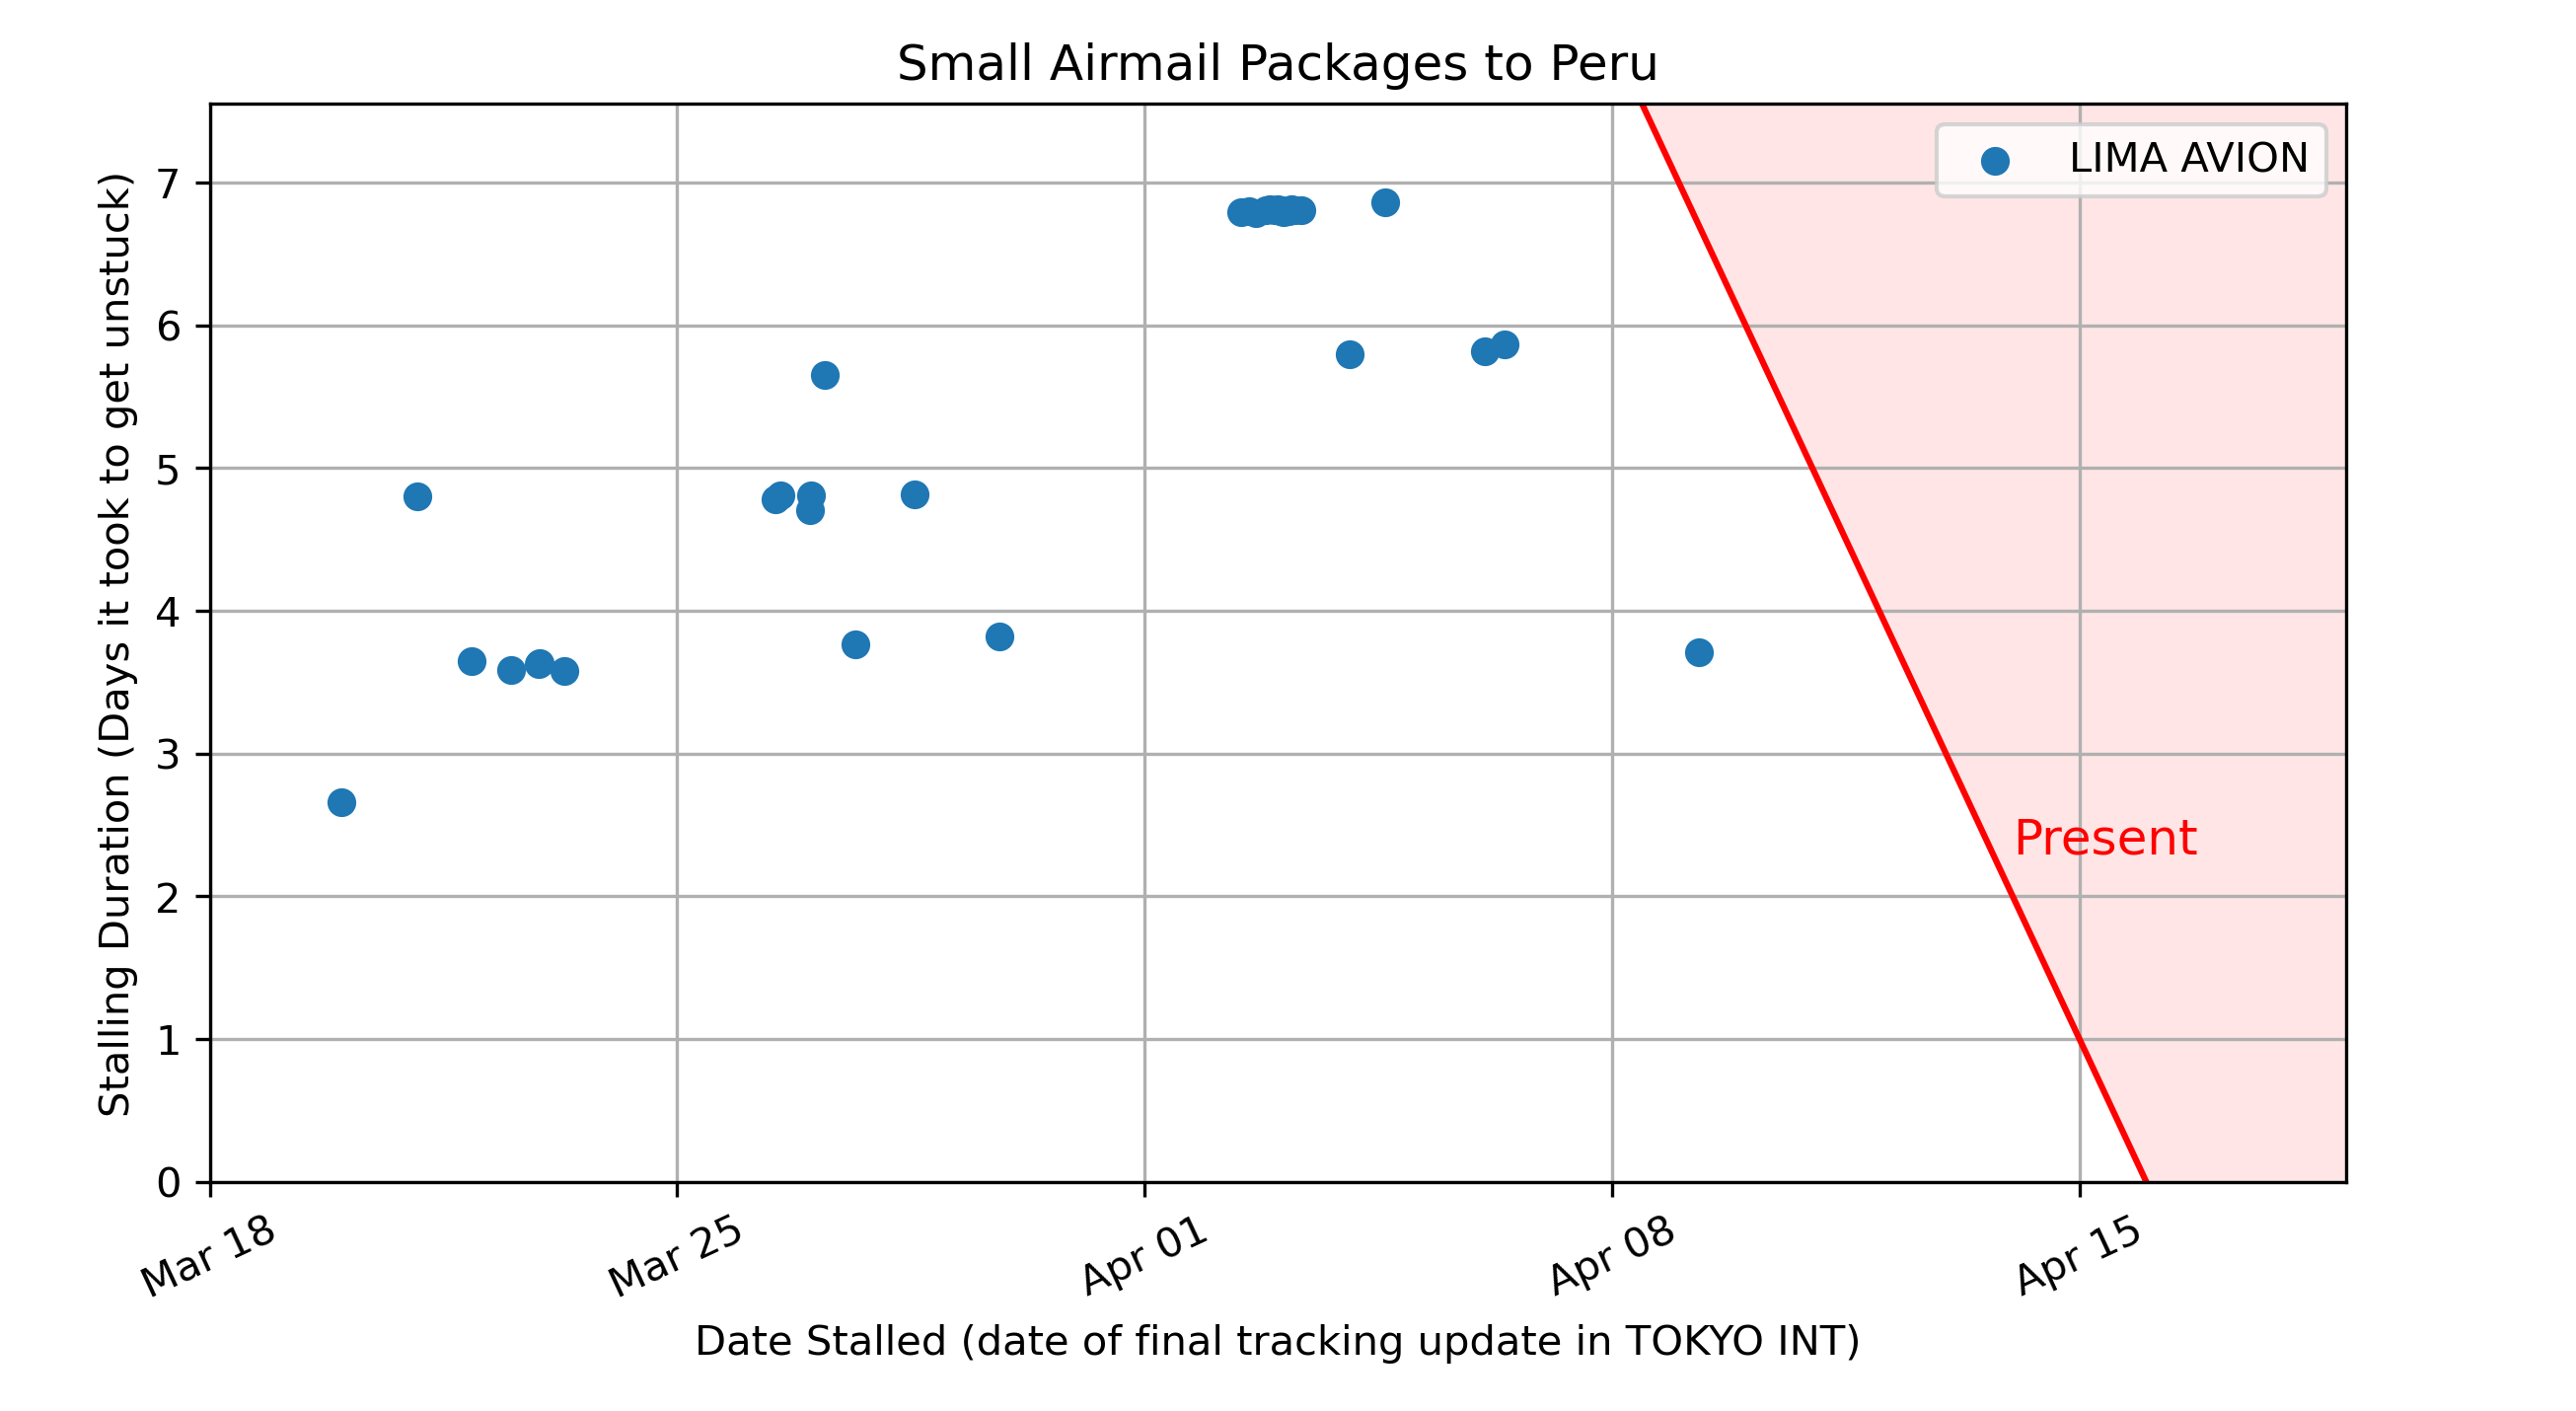 Small Airmail Packages to Peru
LIMA AVION
Stalling Duration (Days it took to get unstuck)
7
6
5
4
3
2
1
0
Present
Mar 18
Mar 25
Apr 01
Apr 08
Apr 15
Date Stalled (date of final tracking update in TOKYO INT)